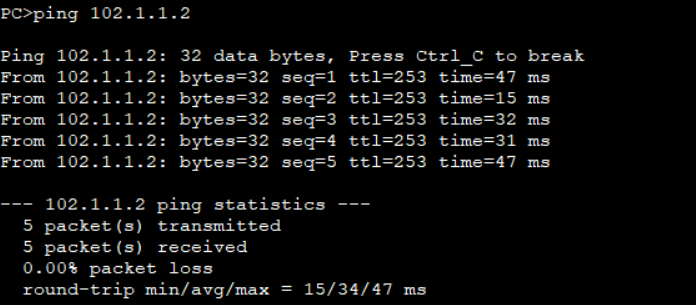 PC>ping 102.1.1.2

Ping 102.1.1.2: 32 data bytes, Press Ctrl_C to break
From 102.1.1.2: bytes=32 seq=1 ttl=253 time=47 ms
From 102.1.1.2: bytes=32 seq=2 ttl=253 time=15 ms
From 102.1.1.2: bytes=32 seq=3 ttl=253 time=32 ms
From 102.1.1.2: bytes=32 seq=4 ttl=253 time=31 ms
From 102.1.1.2: bytes=32 seq=5 ttl=253 time=47 ms

--- 102.1.1.2 ping statistics ---
  5 packet(s) transmitted
  5 packet(s) received
  0.00% packet loss
  round-trip min/avg/max = 15/34/47 ms